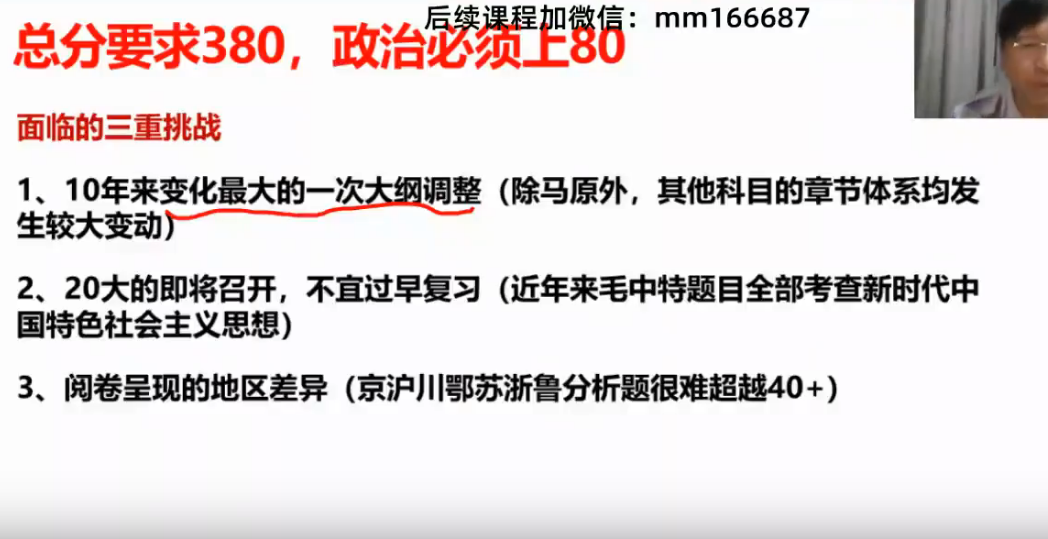 后续课程加微信：mm166687
总分要求380，政治必须上80
面临的三重挑战
1、10年来变化最大的一次大纲调整（除马原外，其他科目的章节体系均发
生较大变动）
2、20大的即将召开，不宜过早复习（近年来毛中特题目全部考查新时代中
国特色社会主义思想）
3、阅卷呈现的地区差异（京沪川鄂苏浙鲁分析题很难超越40+）